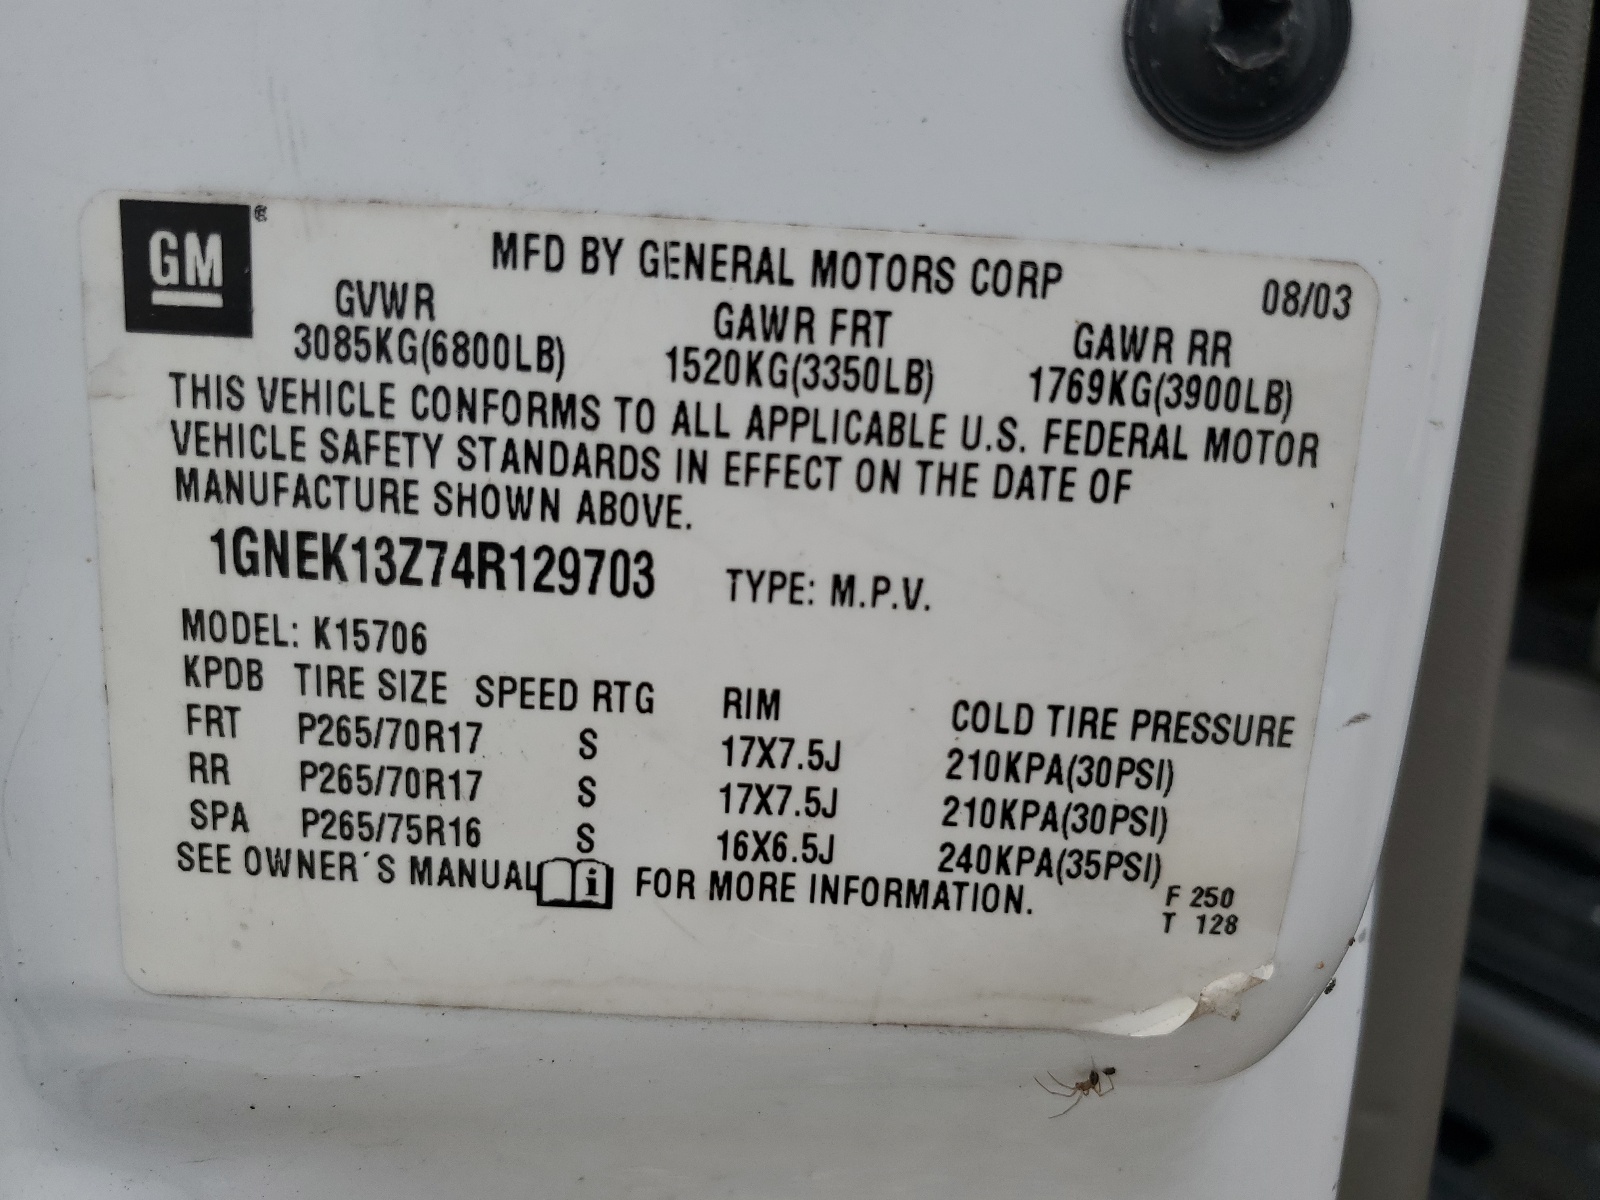 GM
MFD BY GENERAL MOTORS CORP 08/03
GVWR GAWR FRT GAWR RR
3085KG(6800LB) 1520KG(3350LB) 1769KG(3900LB)
THIS VEHICLE CONFORMS TO ALL APPLICABLE U.S. FEDERAL MOTOR
VEHICLE SAFETY STANDARDS IN EFFECT ON THE DATE OF
MANUFACTURE SHOWN ABOVE.
1GNEK13Z74R129703 TYPE: M.P.V.
MODEL: K15706
KPDB TIRE SIZE SPEED RTG RIM COLD TIRE PRESSURE
FRT P265/70R17 S 17X7.5J 210KPA(30PSI)
RR P265/70R17 S 17X7.5J 210KPA(30PSI)
SPA P265/75R16 S 16X6.5J 240KPA(35PSI)
SEE OWNER´S MANUAL i FOR MORE INFORMATION.
F 250
T 128